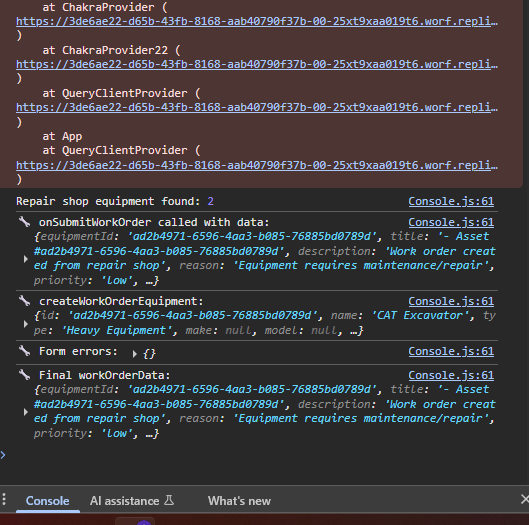 at ChakraProvider (
https://3de6ae22-d65b-43fb-8168-aab40790f37b-00-25xt9xaa019t6.worf.repli…
)
at ChakraProvider22 (
https://3de6ae22-d65b-43fb-8168-aab40790f37b-00-25xt9xaa019t6.worf.repli…
)
at QueryClientProvider (
https://3de6ae22-d65b-43fb-8168-aab40790f37b-00-25xt9xaa019t6.worf.repli…
)
at App
at QueryClientProvider (
https://3de6ae22-d65b-43fb-8168-aab40790f37b-00-25xt9xaa019t6.worf.repli…
)
Repair shop equipment found: 2 Console.js:61
🔧 onSubmitWorkOrder called with data: Console.js:61
{equipmentId: 'ad2b4971-6596-4aa3-b085-76885bd0789d', title: '- Asset
#ad2b4971-6596-4aa3-b085-76885bd0789d', description: 'Work order creat
ed from repair shop', reason: 'Equipment requires maintenance/repair',
priority: 'low', …}
🔧 createWorkOrderEquipment: Console.js:61
{id: 'ad2b4971-6596-4aa3-b085-76885bd0789d', name: 'CAT Excavator', ty
pe: 'Heavy Equipment', make: null, model: null, …}
🔧 Form errors: ▸ {} Console.js:61
🔧 Final workOrderData: Console.js:61
{equipmentId: 'ad2b4971-6596-4aa3-b085-76885bd0789d', title: '- Asset
#ad2b4971-6596-4aa3-b085-76885bd0789d', description: 'Work order creat
ed from repair shop', reason: 'Equipment requires maintenance/repair',
priority: 'low', …}
Console AI assistance What's new